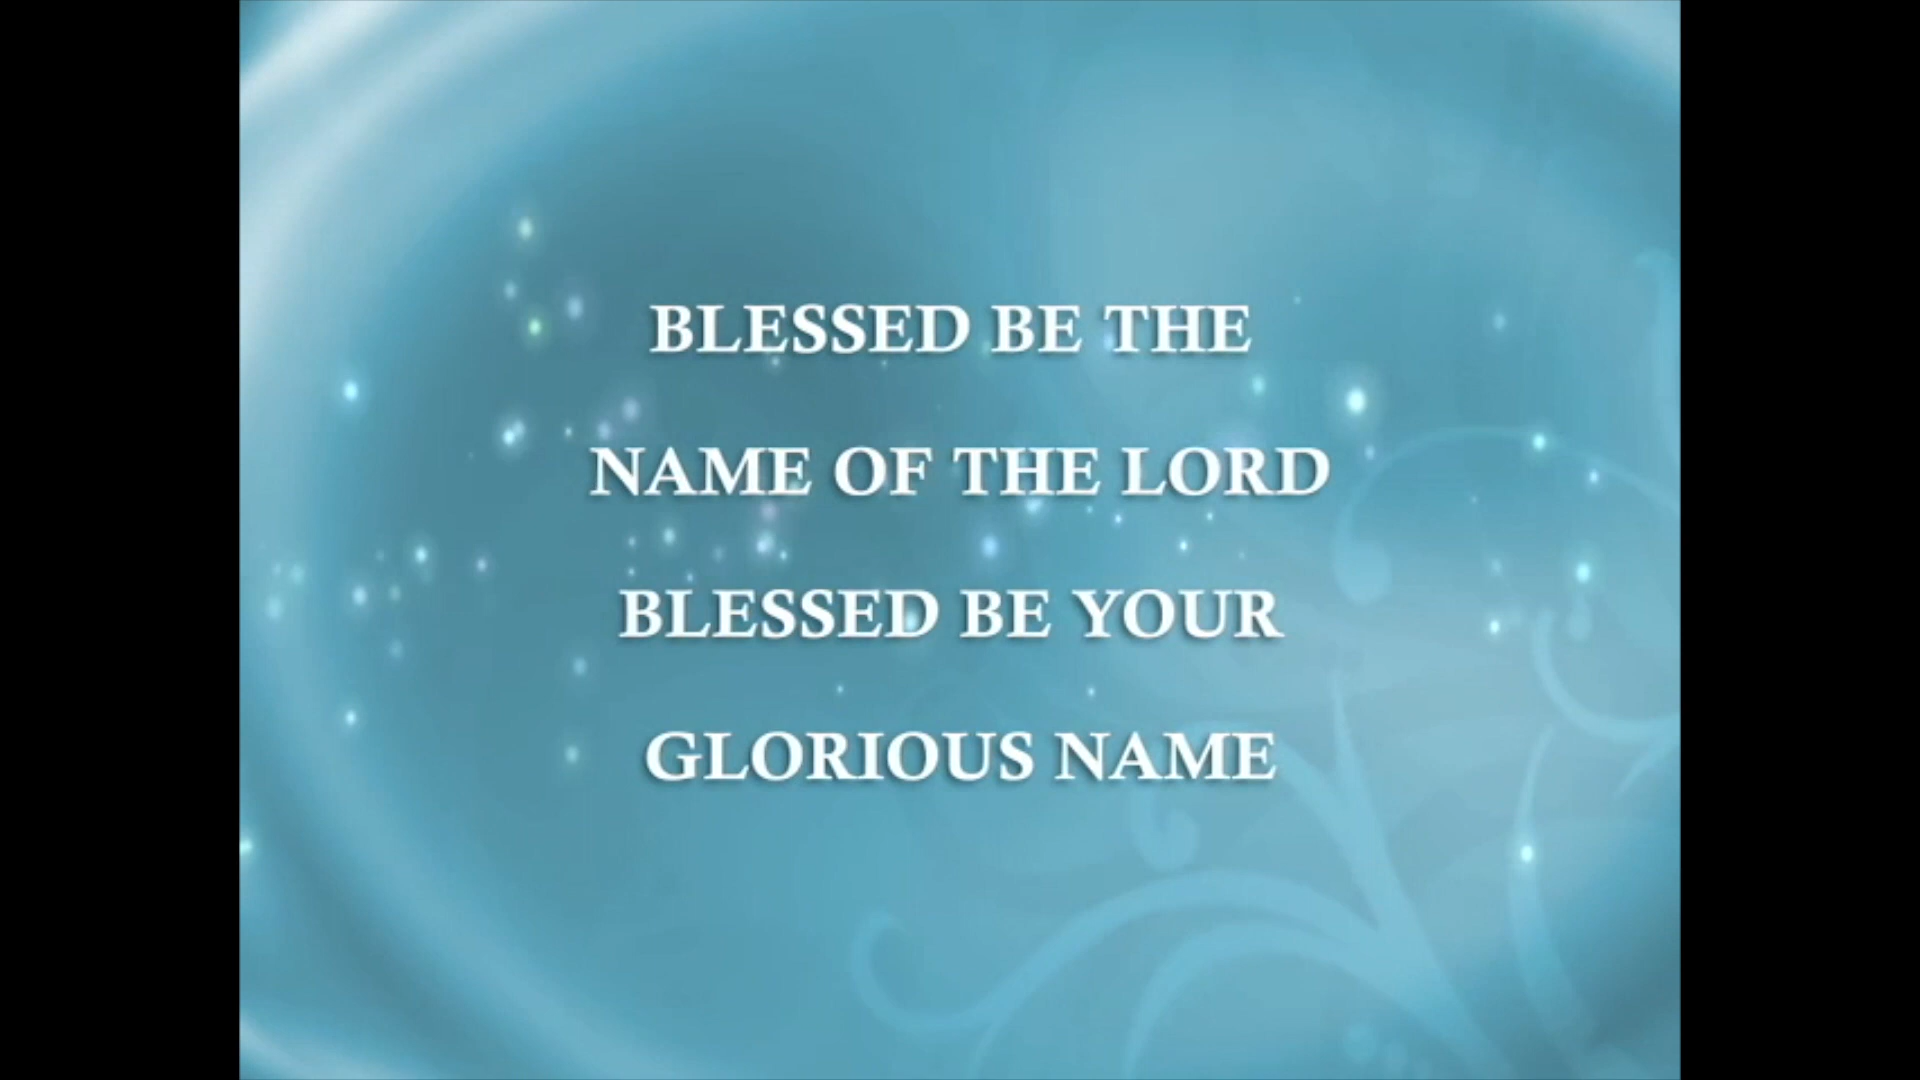 BLESSED BE THE
NAME OF THE LORD
BLESSED BE YOUR
GLORIOUS NAME